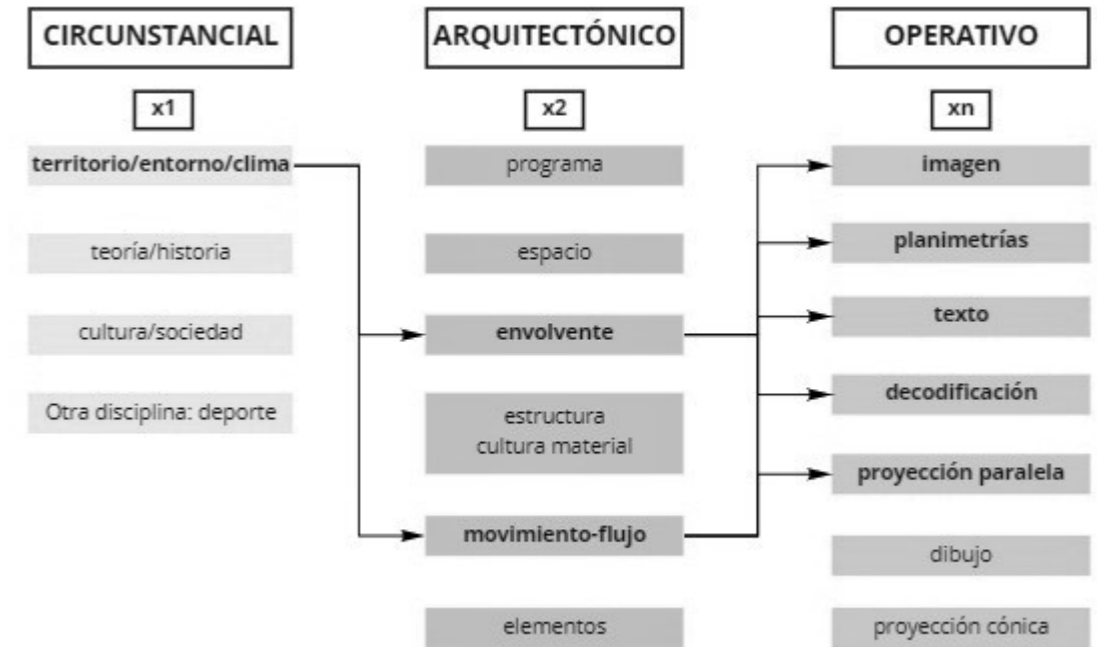 CIRCUNSTANCIAL
x1
territorio/entorno/clima
teoría/historia
cultura/sociedad
Otra disciplina: deporte
ARQUITECTÓNICO
x2
programa
espacio
envolvente
estructura
cultura material
movimiento-flujo
elementos
OPERATIVO
xn
imagen
planimetrías
texto
decodificación
proyección paralela
dibujo
proyección cónica